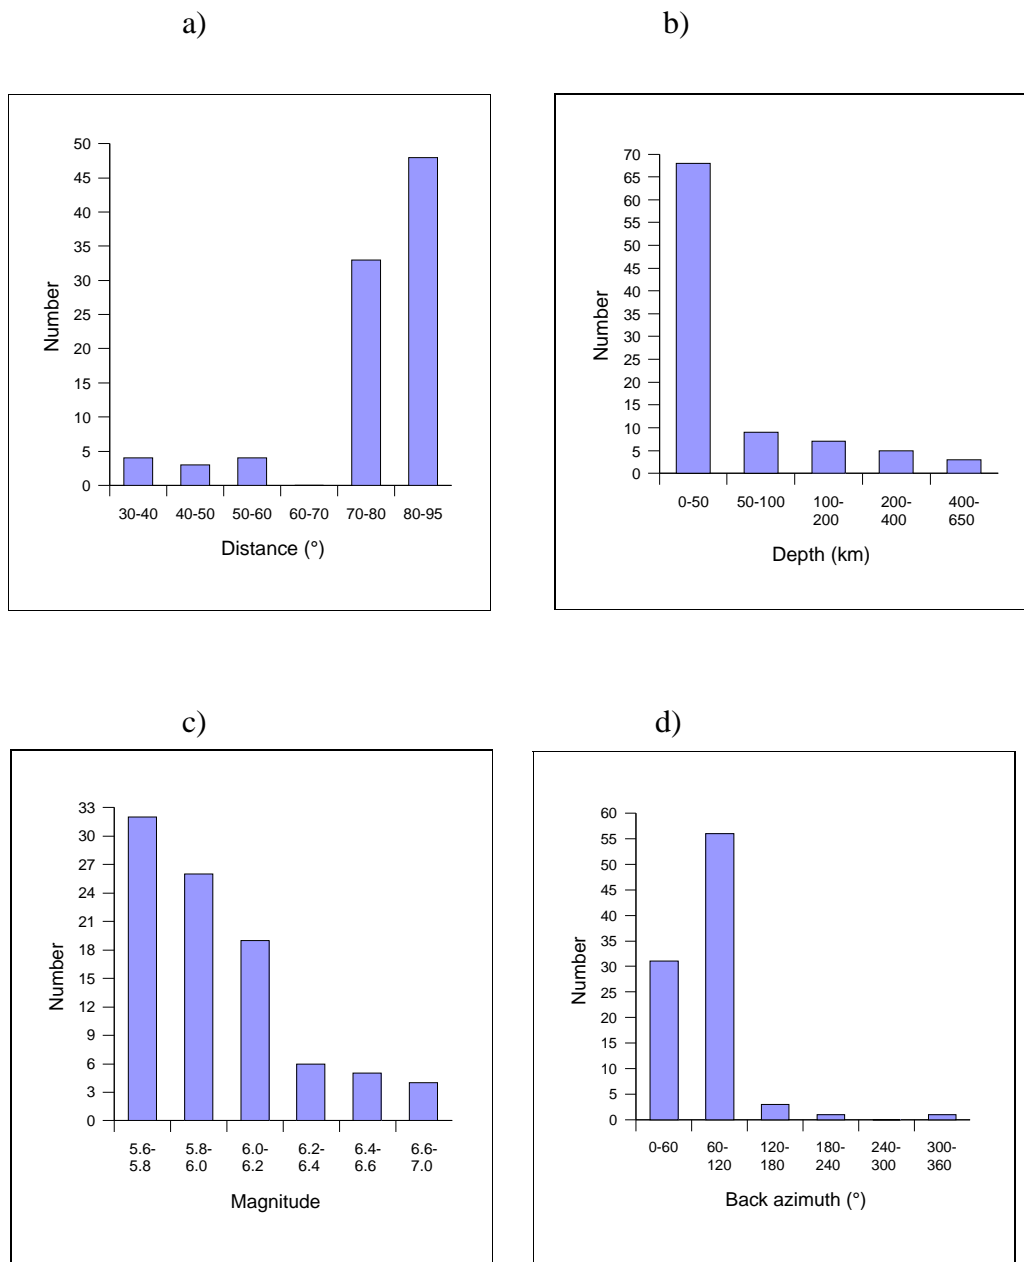 a)
b)
50
45
40
35
30
25
20
15
10
5
0
Number
30-40 40-50 50-60 60-70 70-80 80-95
Distance (°)
70
65
60
55
50
45
40
35
30
25
20
15
10
5
0
Number
0-50 50-100 100- 200- 400-
200 400 650
Depth (km)
c)
d)
33
30
27
24
21
18
15
12
9
6
3
0
Number
5.6- 5.8- 6.0- 6.2- 6.4- 6.6-
5.8 6.0 6.2 6.4 6.6 7.0
Magnitude
60
55
50
45
40
35
30
25
20
15
10
5
0
Number
0-60 60- 120- 180- 240- 300-
120 180 240 300 360
Back azimuth (°)